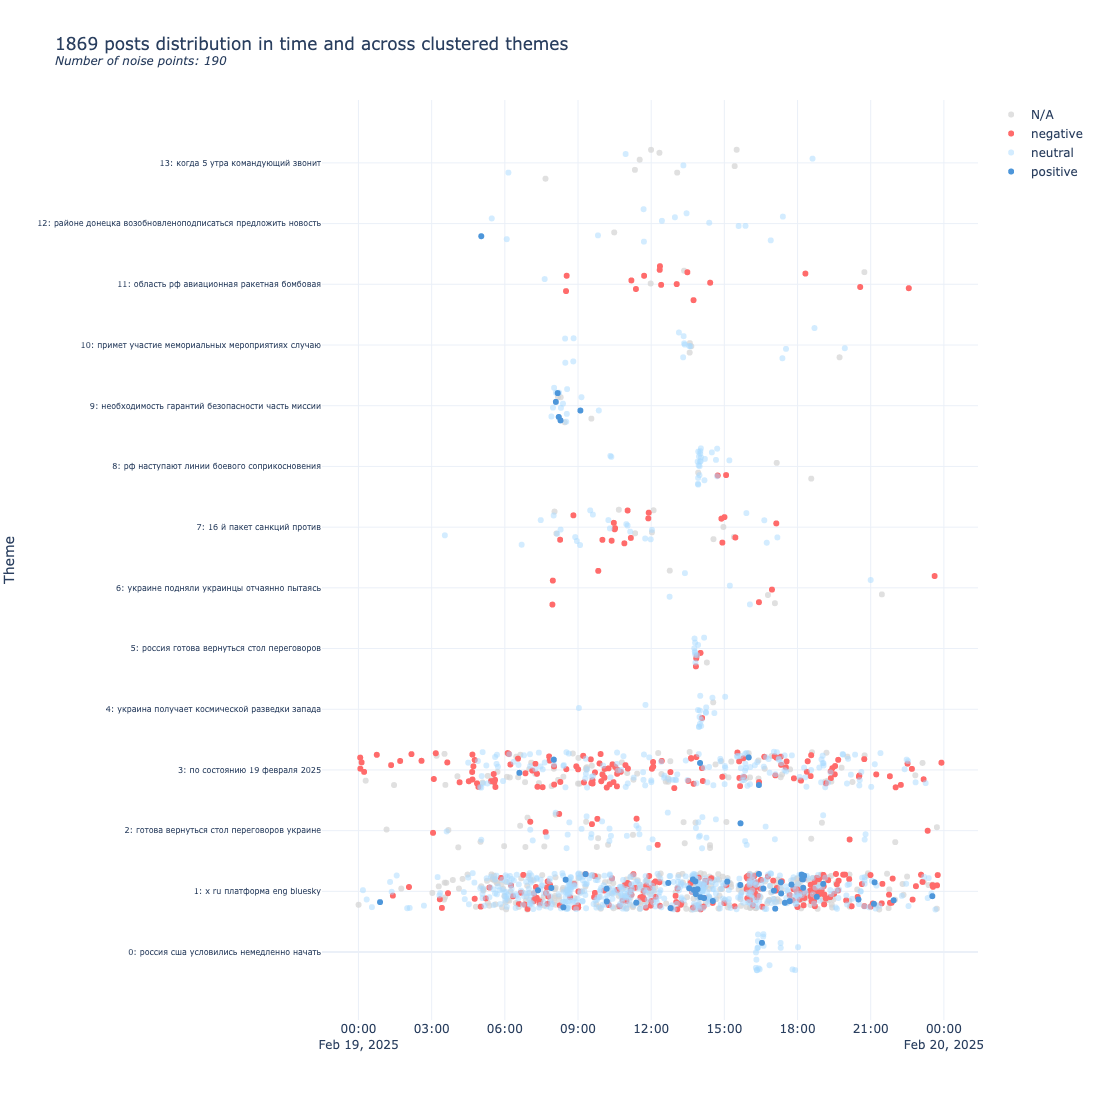 1869 posts distribution in time and across clustered themes
Number of noise points: 190
N/A
negative
neutral
positive
Theme
13: когда 5 утра командующий звонит
12: районе донецка возобновленоподписаться предложить новость
11: область рф авиационная ракетная бомбовая
10: примет участие мемориальных мероприятиях случаю
9: необходимость гарантий безопасности часть миссии
8: рф наступают линии боевого соприкосновения
7: 16 й пакет санкций против
6: украине подняли украинцы отчаянно пытаясь
5: россия готова вернуться стол переговоров
4: украина получает космической разведки запада
3: по состоянию 19 февраля 2025
2: готова вернуться стол переговоров украине
1: x ru платформа eng bluesky
0: россия сша условились немедленно начать
00:00 03:00 06:00 09:00 12:00 15:00 18:00 21:00 00:00
Feb 19, 2025 Feb 20, 2025